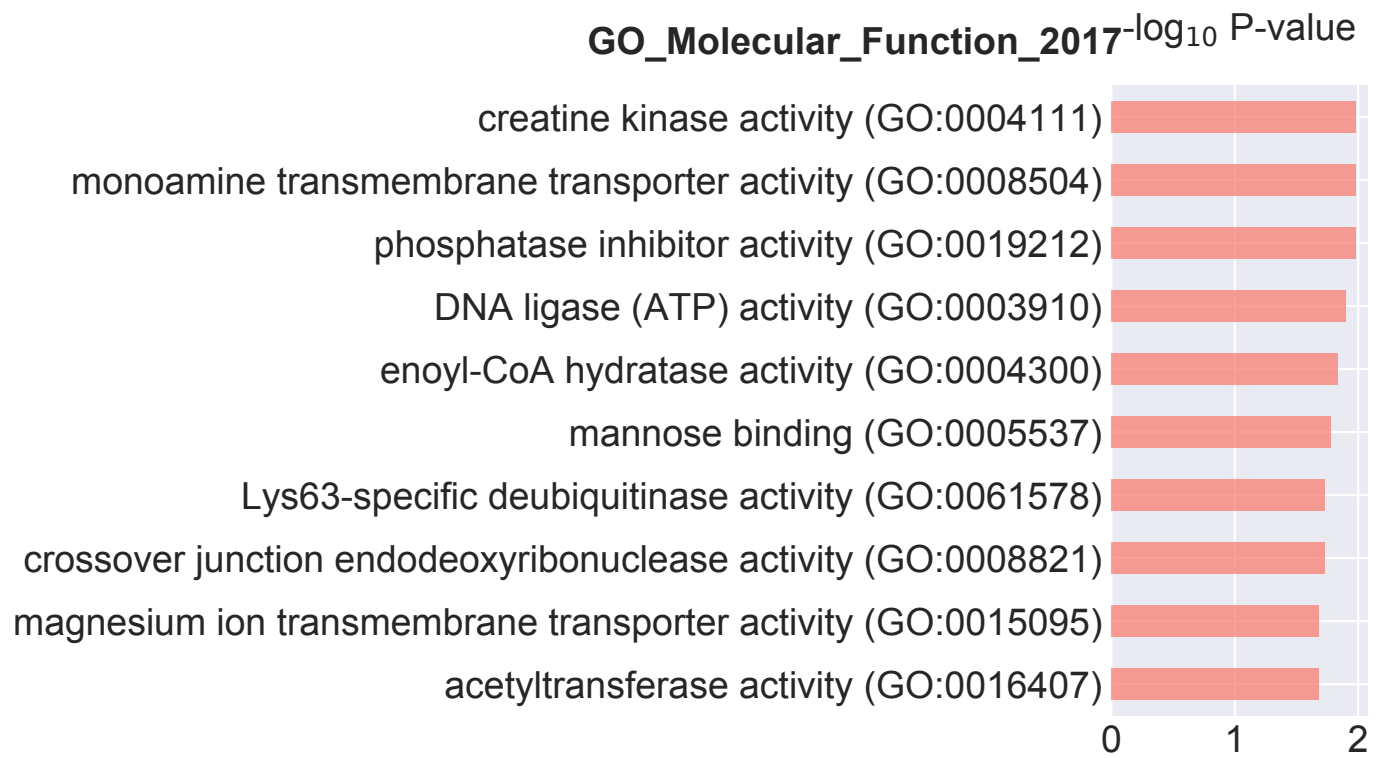 GO_Molecular_Function_2017
-log10 P-value
creatine kinase activity (GO:0004111)
monoamine transmembrane transporter activity (GO:0008504)
phosphatase inhibitor activity (GO:0019212)
DNA ligase (ATP) activity (GO:0003910)
enoyl-CoA hydratase activity (GO:0004300)
mannose binding (GO:0005537)
Lys63-specific deubiquitinase activity (GO:0061578)
crossover junction endodeoxyribonuclease activity (GO:0008821)
magnesium ion transmembrane transporter activity (GO:0015095)
acetyltransferase activity (GO:0016407)
0 1 2